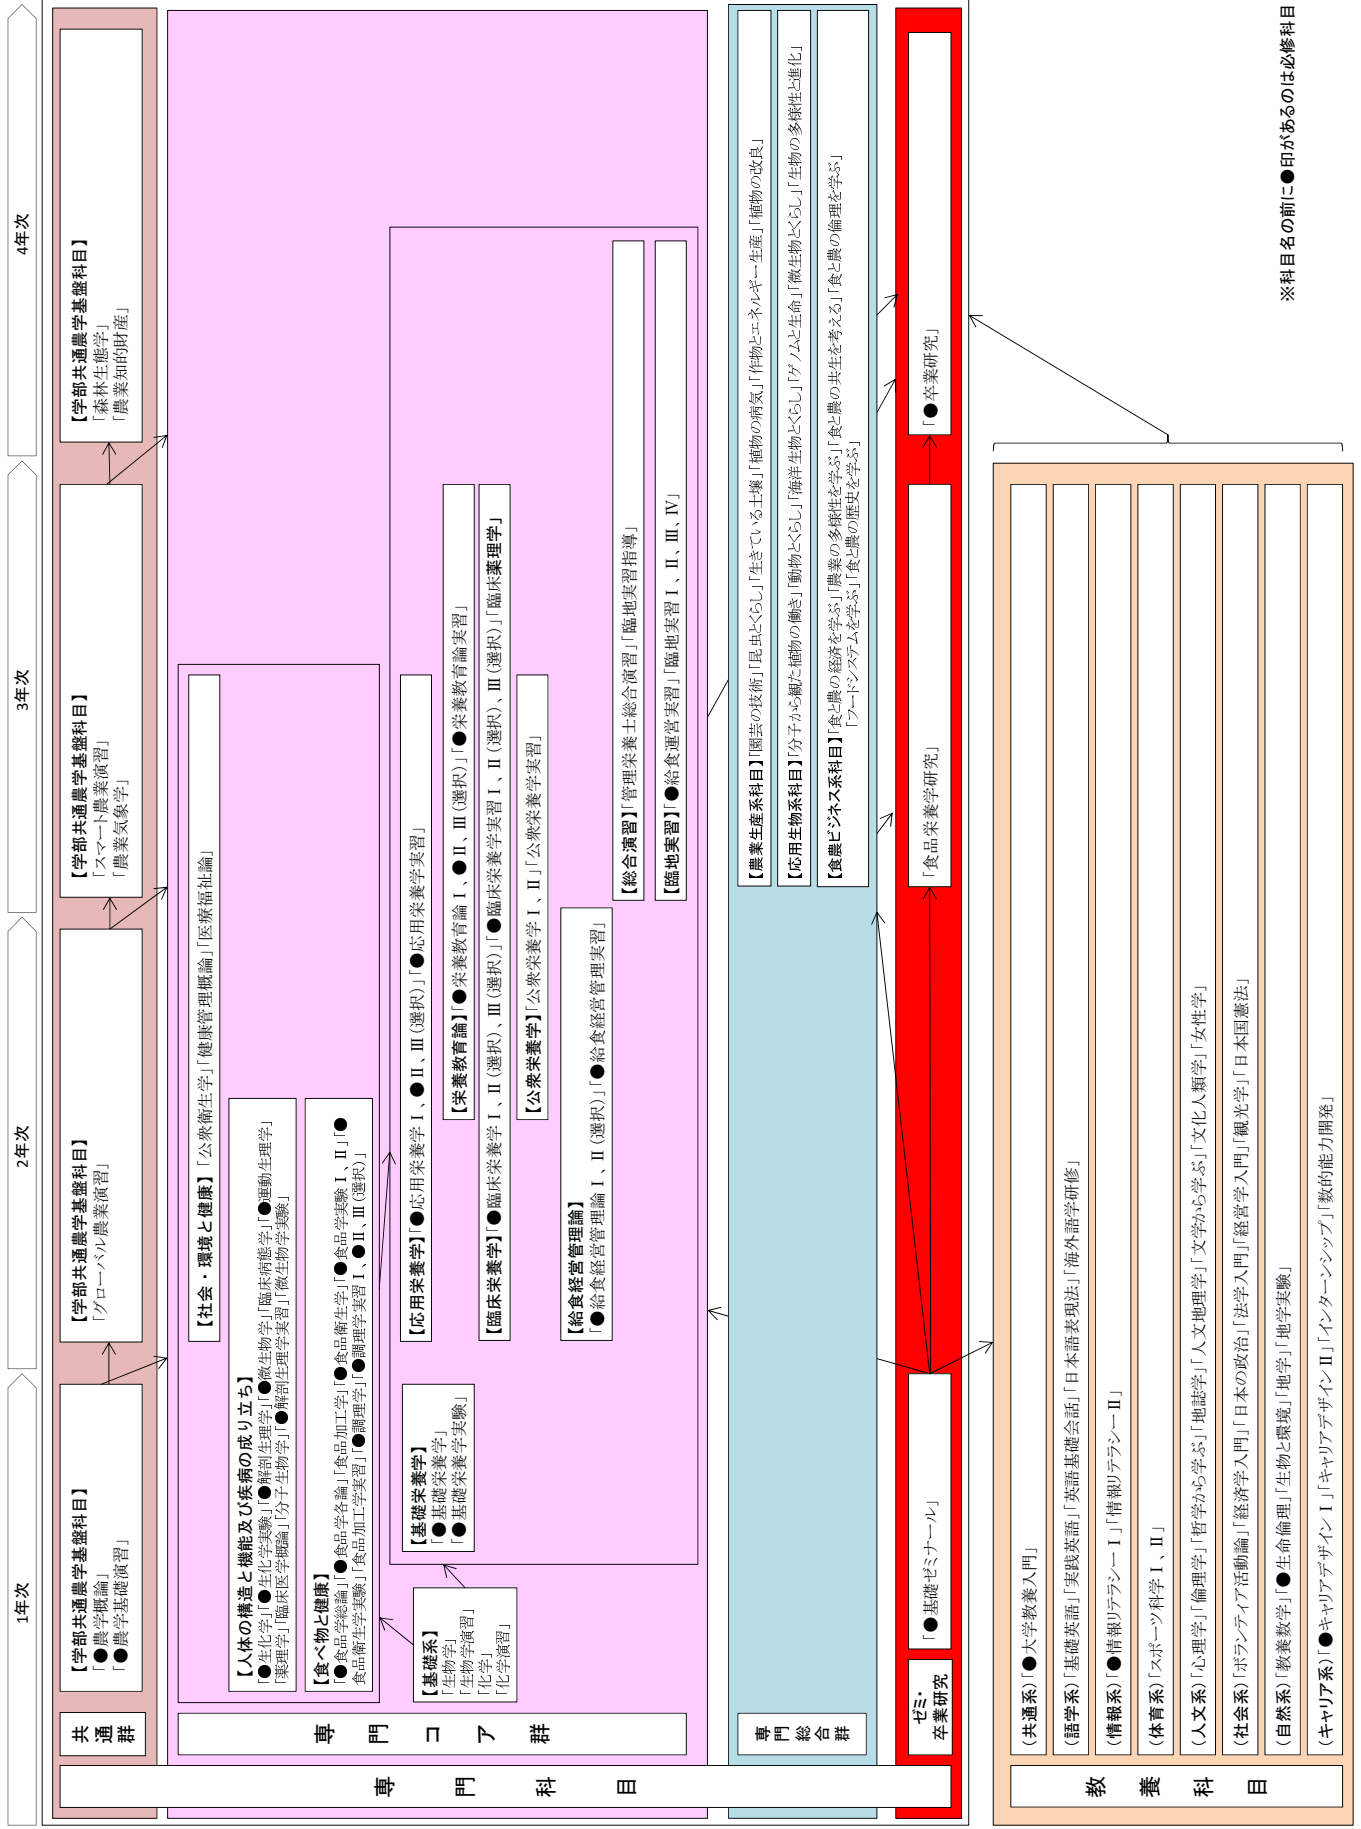 1年次
2年次
3年次
4年次
専門科目
共通群
【学部共通農学基盤科目】
「●農学概論」
「●農学基礎演習」
【学部共通農学基盤科目】
「グローバル農業演習」
【学部共通農学基盤科目】
「スマート農業演習」
「農業気象学」
【学部共通農学基盤科目】
「森林生態学」
「農業知的財産」
専門コア群
【社会・環境と健康】「公衆衛生学」「健康管理概論」「医療福祉論」
【人体の構造と機能及び疾病の成り立ち】
「●生化学」「●生化学実験」「●解剖生理学」「●微生物学」「臨床病態学」「●運動生理学」
「薬理学」「臨床医学概論」「分子生物学」「●解剖生理学実習」「微生物学実験」
【食べ物と健康】
「●食品学総論」「●食品学各論」「食品加工学」「●食品衛生学」「●食品学実験Ⅰ、Ⅱ」「●
食品衛生学実験」「食品加工学実習」「●調理学」「●調理学実習Ⅰ、●Ⅱ、Ⅲ(選択)」
【基礎系】
「生物学」
「生物学演習」
「化学」
「化学演習」
【基礎栄養学】
「●基礎栄養学」
「●基礎栄養学実験」
【応用栄養学】「●応用栄養学Ⅰ、●Ⅱ、Ⅲ(選択)」「●応用栄養学実習」
【栄養教育論】「●栄養教育論Ⅰ、●Ⅱ、Ⅲ(選択)」「●栄養教育論実習」
【臨床栄養学】「●臨床栄養学Ⅰ、Ⅱ(選択)、Ⅲ(選択)」「●臨床栄養学実習Ⅰ、Ⅱ(選択)、Ⅲ(選択)」「臨床薬理学」
【公衆栄養学】「公衆栄養学Ⅰ、Ⅱ」「公衆栄養学実習」
【給食経営管理論】
「●給食経営管理論Ⅰ、Ⅱ(選択)」「●給食経営管理実習」
【総合演習】「管理栄養士総合演習」「臨地実習指導」
【臨地実習】「●給食運営実習」「臨地実習Ⅰ、Ⅱ、Ⅲ、Ⅳ」
専門総合群
【農業生産系科目】「園芸の技術」「昆虫とくらし」「生きている土壌」「植物の病気」「作物とエネルギー生産」「植物の改良」
【応用生物系科目】「分子から観た植物の働き」「動物とくらし」「海洋生物とくらし」「ゲノムと生命」「微生物とくらし」「生物の多様性と進化」
【食農ビジネス系科目】「食と農の経済を学ぶ」「農業の多様性を学ぶ」「食と農の共生を考える」「食と農の倫理を学ぶ」
「フードシステムを学ぶ」「食と農の歴史を学ぶ」
ゼミ・
卒業研究
「●基礎ゼミナール」
「食品栄養学研究」
「●卒業研究」
教養科目
(共通系)「●大学教養入門」
(語学系)「基礎英語」「実践英語」「英語基礎会話」「日本語表現法」「海外語学研修」
(情報系)「●情報リテラシーⅠ」「情報リテラシーⅡ」
(体育系)「スポーツ科学Ⅰ、Ⅱ」
(人文系)「心理学」「倫理学」「哲学から学ぶ」「地誌学」「人文地理学」「文学から学ぶ」「文化人類学」「女性学」
(社会系)「ボランティア活動論」「経済学入門」「日本の政治」「法学入門」「経営学入門」「観光学」「日本国憲法」
(自然系)「教養数学」「●生命倫理」「生物と環境」「地学」「地学実験」
(キャリア系)「●キャリアデザインⅠ」「キャリアデザインⅡ」「インターンシップ」「数的能力開発」
※科目名の前に●印があるのは必修科目